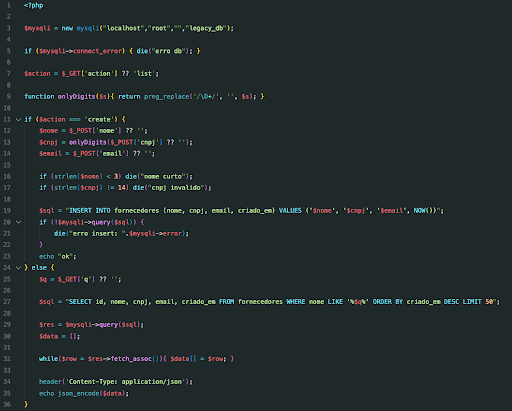 1 <?php
2
3 $mysqli = new mysqli("localhost","root","","legacy_db");
4
5 if ($mysqli->connect_error) { die("erro db"); }
6
7 $action = $_GET['action'] ?? 'list';
8
9 function onlyDigits($s){ return preg_replace('/\D+/', '', $s); }
10
11 if ($action === 'create') {
12 $nome = $_POST['nome'] ?? '';
13 $cnpj = onlyDigits($_POST['cnpj'] ?? '');
14 $email = $_POST['email'] ?? '';
15
16 if (strlen($nome) < 3) die("nome curto");
17 if (strlen($cnpj) != 14) die("cnpj invalido");
18
19 $sql = "INSERT INTO fornecedores (nome, cnpj, email, criado_em) VALUES ('$nome', '$cnpj', '$email', NOW())";
20 if (!$mysqli->query($sql)) {
21 die("erro insert: ".$mysqli->error);
22 }
23 echo "ok";
24 } else {
25 $q = $_GET['q'] ?? '';
26
27 $sql = "SELECT id, nome, cnpj, email, criado_em FROM fornecedores WHERE nome LIKE '%$q%' ORDER BY criado_em DESC LIMIT 50";
28
29 $res = $mysqli->query($sql);
30 $data = [];
31
32 while($row = $res->fetch_assoc()){ $data[] = $row; }
33
34 header('Content-Type: application/json');
35 echo json_encode($data);
36 }